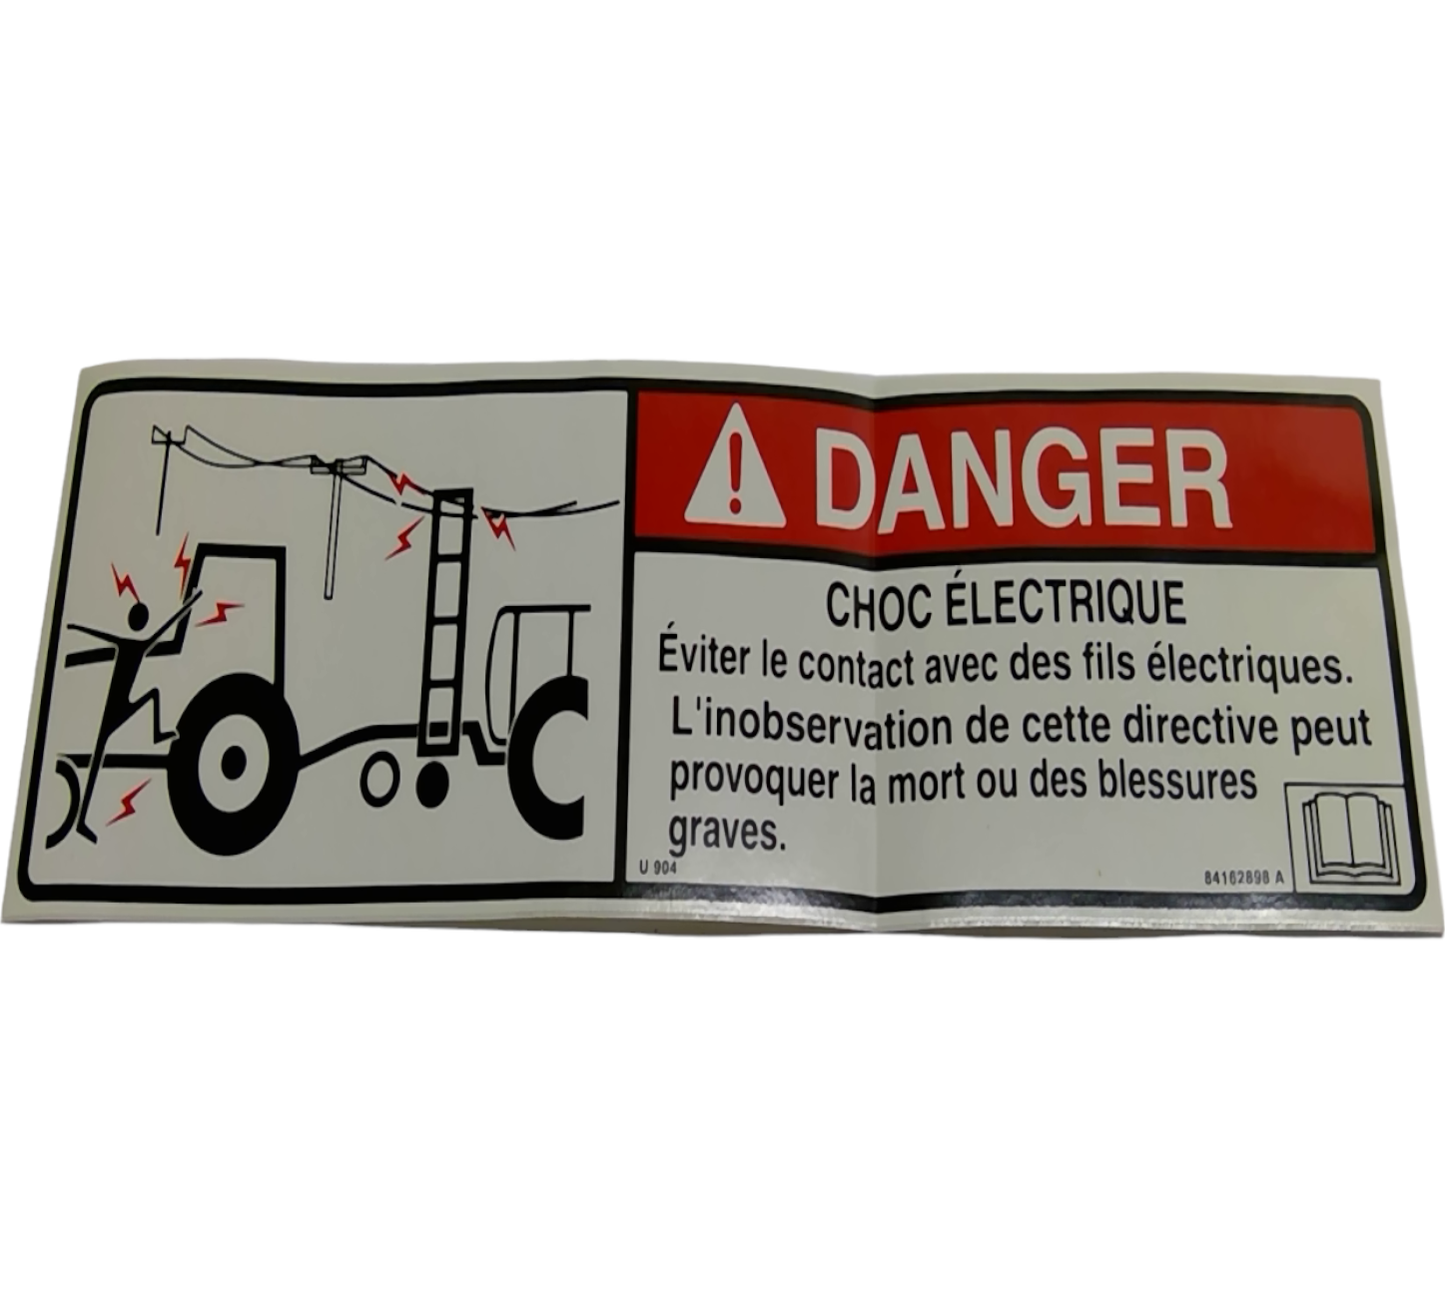 DANGER
CHOC ÉLECTRIQUE
Éviter le contact avec des fils électriques.
L'inobservation de cette directive peut
provoquer la mort ou des blessures
graves.
U 904
84162898 A